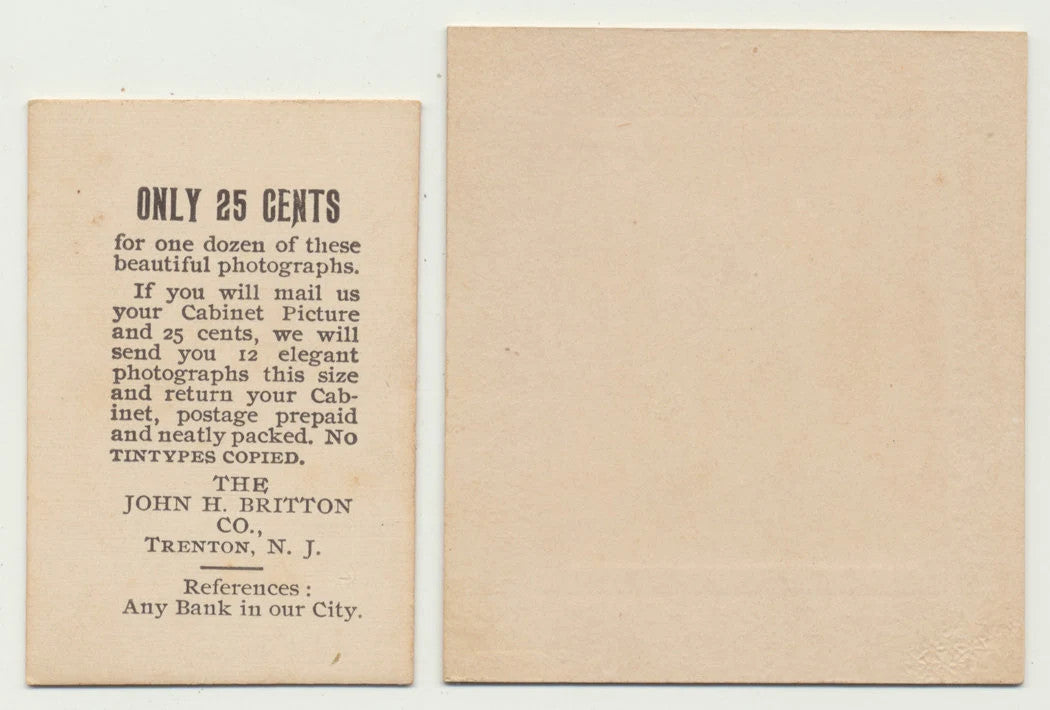 ONLY 25 CENTS
for one dozen of these
beautiful photographs.
If you will mail us
your Cabinet Picture
and 25 cents, we will
send you 12 elegant
photographs this size
and return your Cab-
inet, postage prepaid
and neatly packed. No
TINTYPES COPIED.
THE
JOHN H. BRITTON
CO.,
TRENTON, N. J.
References :
Any Bank in our City.